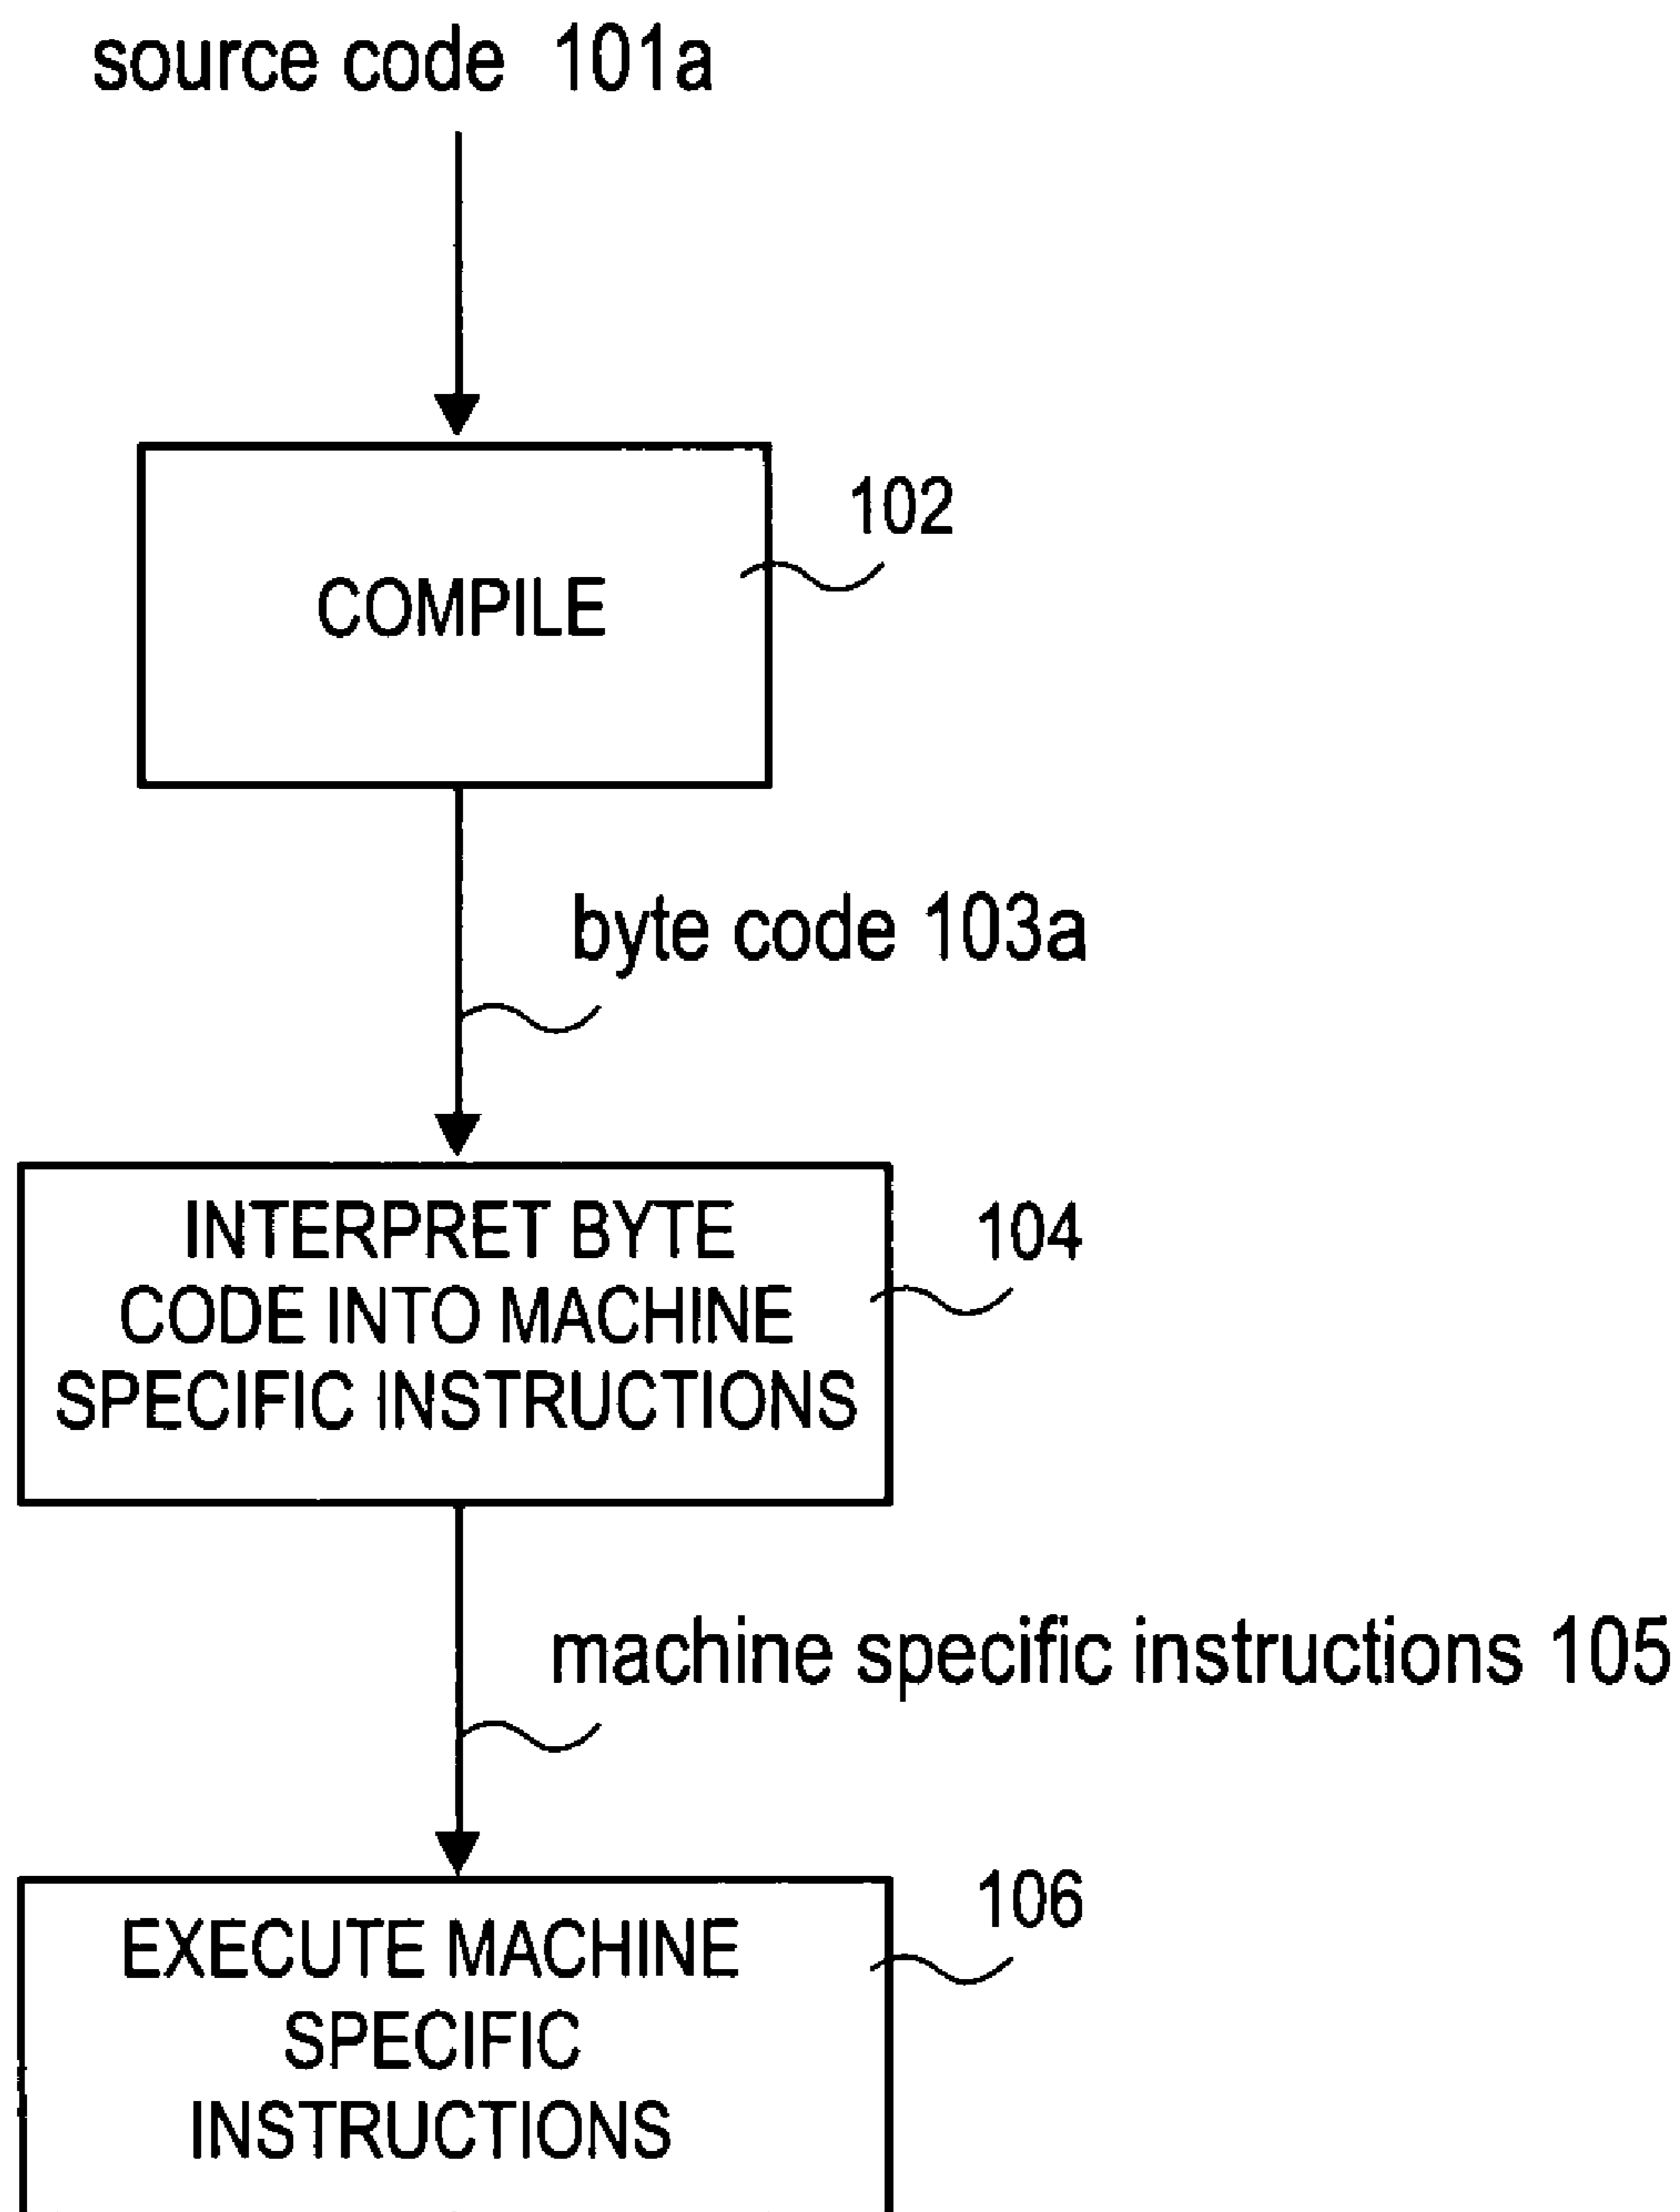 source code 101a
102
COMPILE
byte code 103a
INTERPRET BYTE
CODE INTO MACHINE
SPECIFIC INSTRUCTIONS
104
machine specific instructions 105
106
EXECUTE MACHINE
SPECIFIC
INSTRUCTIONS